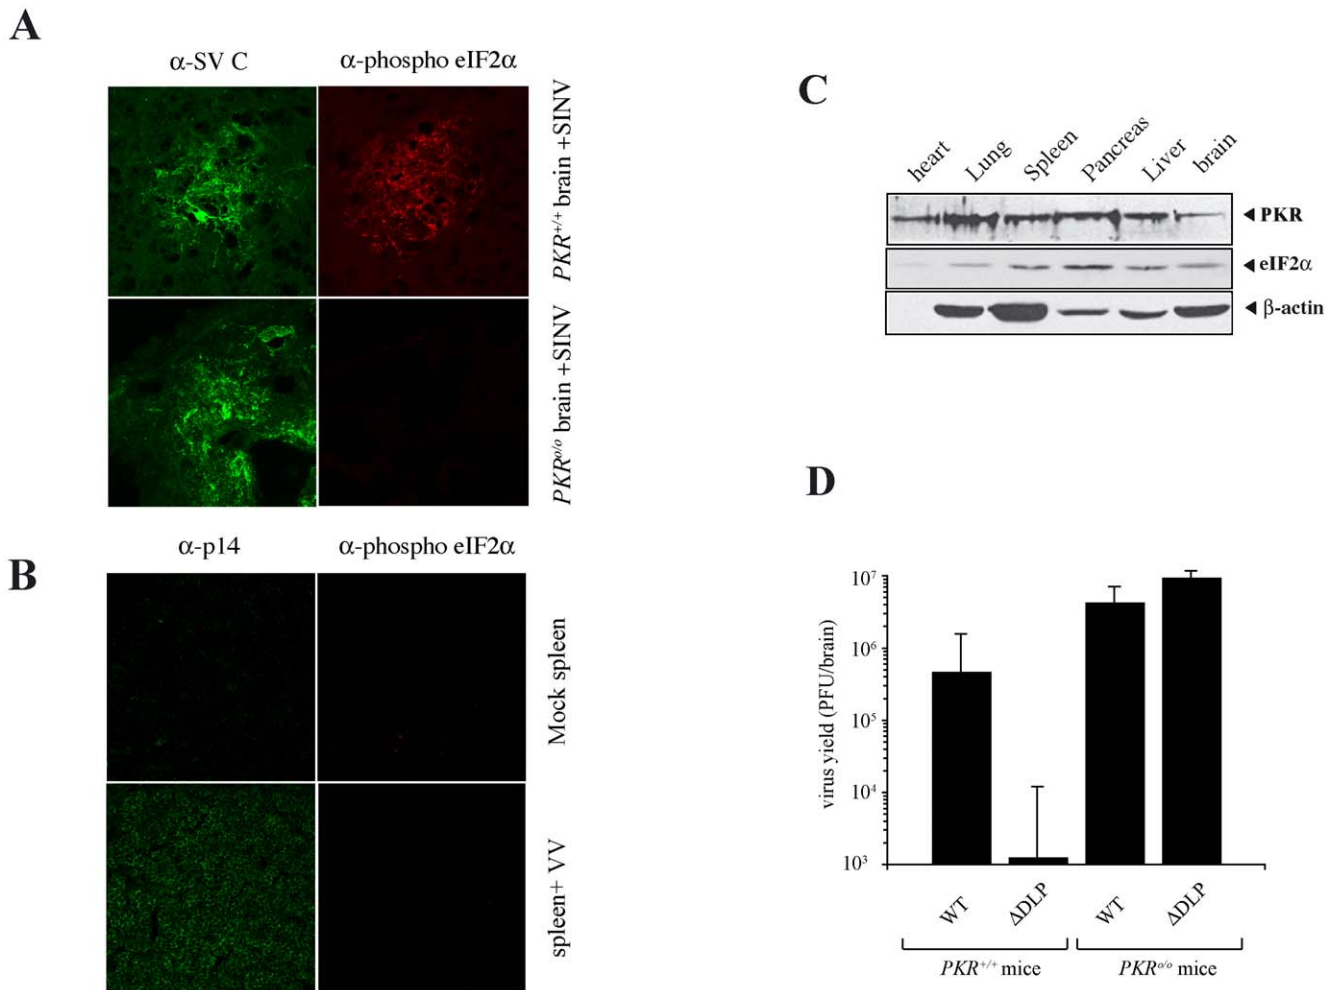 A
α-SV C
α-phospho eIF2α
PKR+/+ brain +SINV
PKRo/o brain +SINV
B
α-p14
α-phospho eIF2α
Mock spleen
spleen+ VV
C
heart
Lung
Spleen
Pancreas
Liver
brain
PKR
eIF2α
β-actin
D
virus yield (PFU/brain)
10⁷
10⁶
10⁵
10⁴
10³
WT
ΔDLP
WT
ΔDLP
PKR+/+ mice
PKRo/o mice